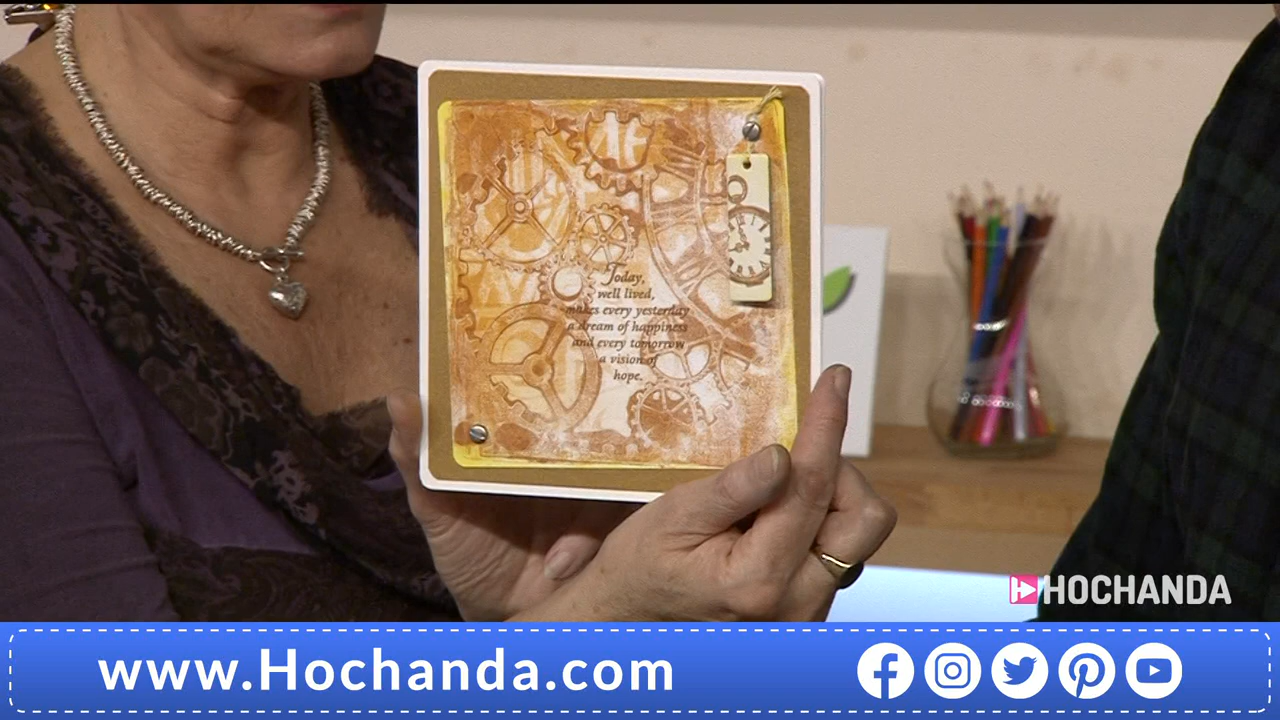 Today,
well lived,
makes every yesterday
a dream of happiness
and every tomorrow
a vision of
hope.
HOCHANDA
www.Hochanda.com